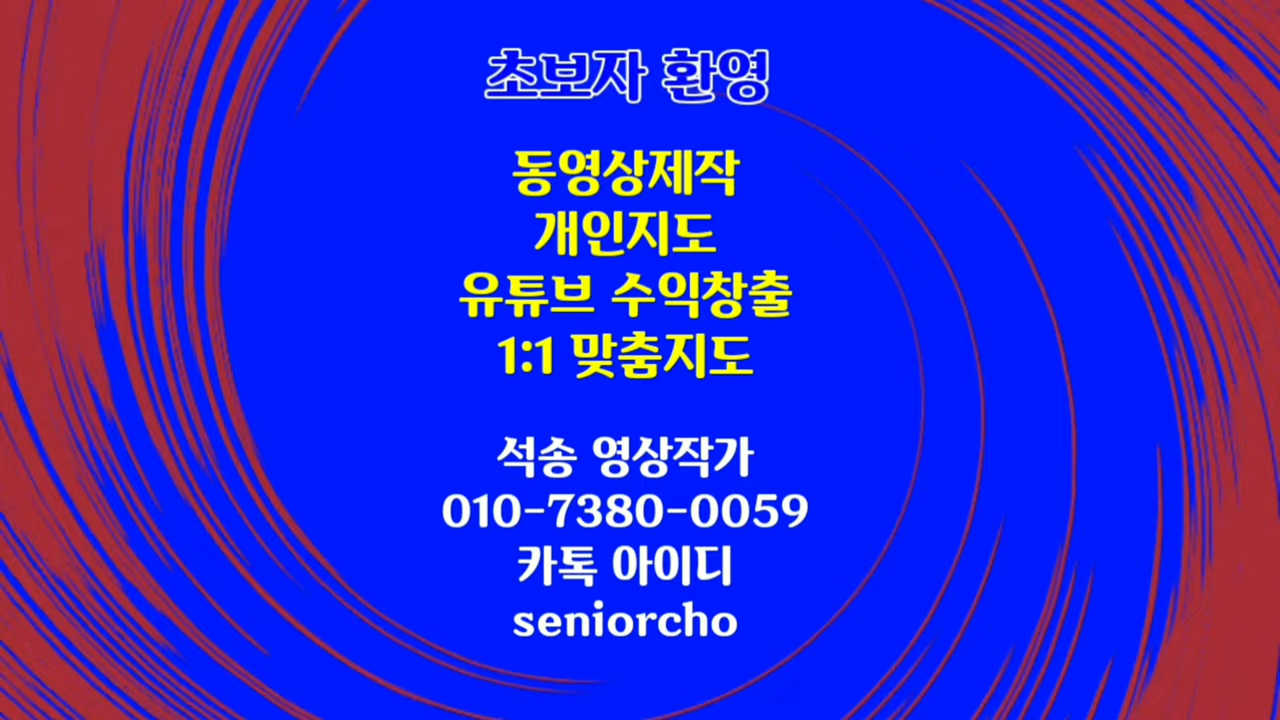 초보자 환영
동영상제작
개인지도
유튜브 수익창출
1:1 맞춤지도
석송 영상작가
010-7380-0059
카톡 아이디
seniorcho